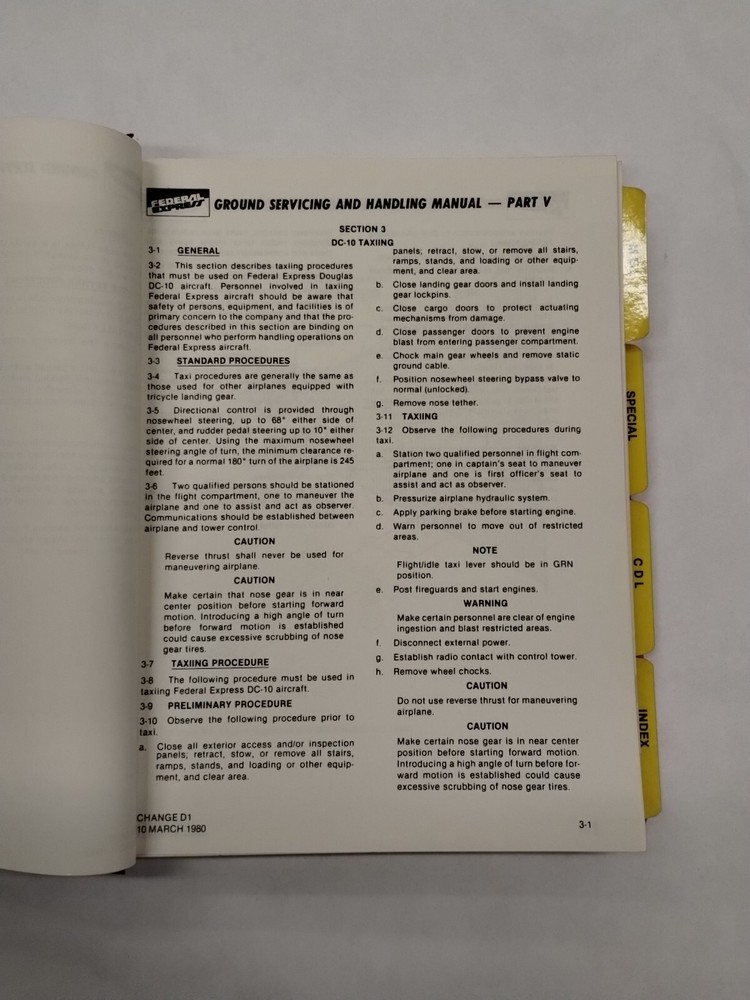 FEDERAL
EXPRESS
GROUND SERVICING AND HANDLING MANUAL — PART V
SECTION 3
DC-10 TAXIING
3-1 GENERAL
3-2 This section describes taxiing procedures
that must be used on Federal Express Douglas
DC-10 aircraft. Personnel involved in taxiing
Federal Express aircraft should be aware that
safety of persons, equipment, and facilities is of
primary concern to the company and that the pro-
cedures described in this section are binding on
all personnel who perform handling operations on
Federal Express aircraft.
3-3 STANDARD PROCEDURES
3-4 Taxi procedures are generally the same as
those used for other airplanes equipped with
tricycle landing gear.
3-5 Directional control is provided through
nosewheel steering, up to 68° either side of
center, and rudder pedal steering up to 10° either
side of center. Using the maximum nosewheel
steering angle of turn, the minimum clearance re-
quired for a normal 180° turn of the airplane is 245
feet.
3-6 Two qualified persons should be stationed
in the flight compartment, one to maneuver the
airplane and one to assist and act as observer.
Communications should be established between
airplane and tower control.
CAUTION
Reverse thrust shall never be used for
maneuvering airplane.
CAUTION
Make certain that nose gear is in near
center position before starting forward
motion. Introducing a high angle of turn
before forward motion is established
could cause excessive scrubbing of nose
gear tires.
3-7 TAXIING PROCEDURE
3-8 The following procedure must be used in
taxiing Federal Express DC-10 aircraft.
3-9 PRELIMINARY PROCEDURE
3-10 Observe the following procedure prior to
taxi.
a. Close all exterior access and/or inspection
panels; retract, stow, or remove all stairs,
ramps, stands, and loading or other equip-
ment, and clear area.
panels; retract, stow, or remove all stairs,
ramps, stands, and loading or other equip-
ment, and clear area.
b. Close landing gear doors and install landing
gear lockpins.
c. Close cargo doors to protect actuating
mechanisms from damage.
d. Close passenger doors to prevent engine
blast from entering passenger compartment.
e. Chock main gear wheels and remove static
ground cable.
f. Position nosewheel steering bypass valve to
normal (unlocked).
g. Remove nose tether.
3-11 TAXIING
3-12 Observe the following procedures during
taxi.
a. Station two qualified personnel in flight com-
partment; one in captain's seat to maneuver
airplane and one is first officer's seat to
assist and act as observer.
b. Pressurize airplane hydraulic system.
c. Apply parking brake before starting engine.
d. Warn personnel to move out of restricted
areas.
NOTE
Flight/idle taxi lever should be in GRN
position.
e. Post fireguards and start engines.
WARNING
Make certain personnel are clear of engine
ingestion and blast restricted areas.
f. Disconnect external power.
g. Establish radio contact with control tower.
h. Remove wheel chocks.
CAUTION
Do not use reverse thrust for maneuvering
airplane.
CAUTION
Make certain nose gear is in near center
position before starting forward motion.
Introducing a high angle of turn before for-
ward motion is established could cause
excessive scrubbing of nose gear tires.
CHANGE D1
10 MARCH 1980
3-1
SPECIAL
C D L
INDEX